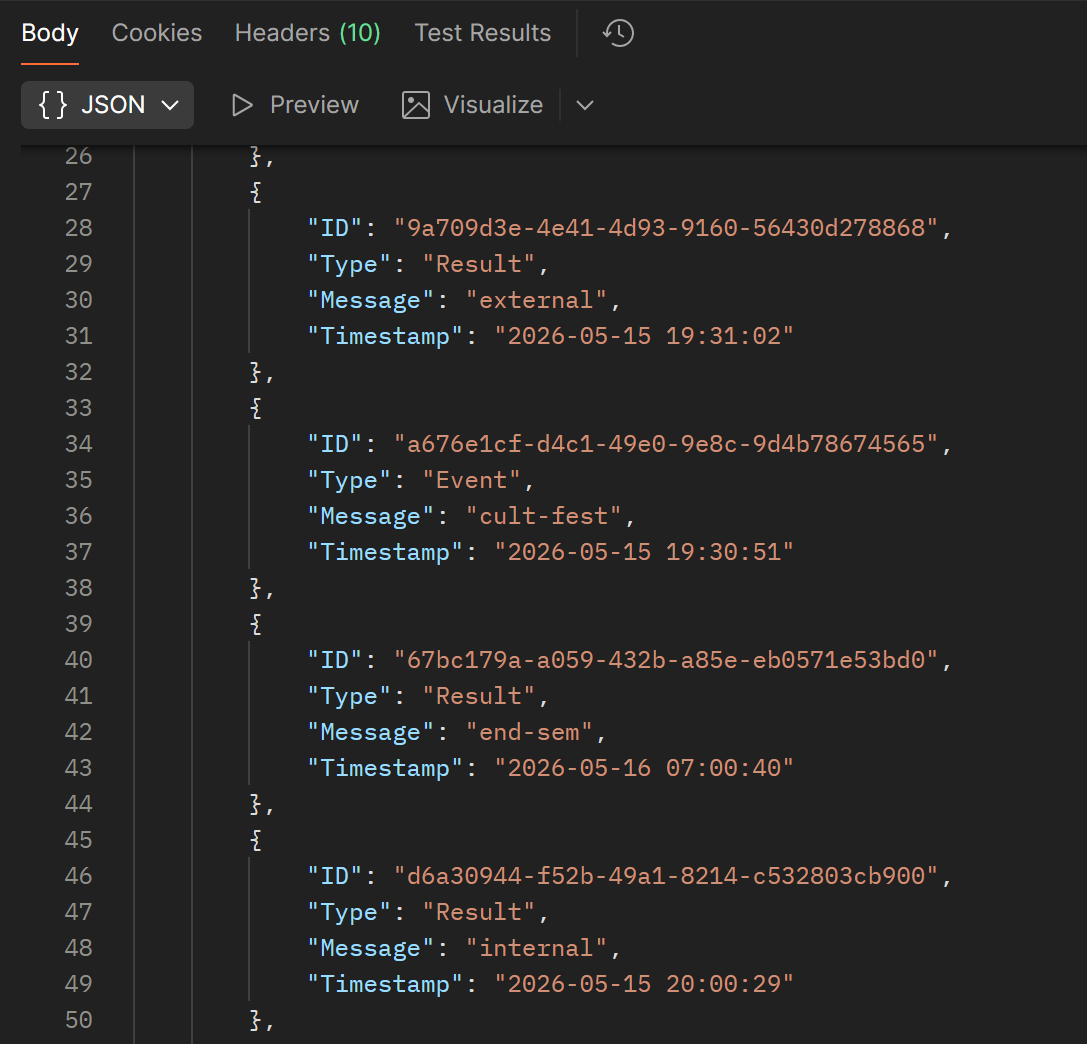 Body Cookies Headers (10) Test Results
{} JSON Preview Visualize
26 },
27 {
28 "ID": "9a709d3e-4e41-4d93-9160-56430d278868",
29 "Type": "Result",
30 "Message": "external",
31 "Timestamp": "2026-05-15 19:31:02"
32 },
33 {
34 "ID": "a676e1cf-d4c1-49e0-9e8c-9d4b78674565",
35 "Type": "Event",
36 "Message": "cult-fest",
37 "Timestamp": "2026-05-15 19:30:51"
38 },
39 {
40 "ID": "67bc179a-a059-432b-a85e-eb0571e53bd0",
41 "Type": "Result",
42 "Message": "end-sem",
43 "Timestamp": "2026-05-16 07:00:40"
44 },
45 {
46 "ID": "d6a30944-f52b-49a1-8214-c532803cb900",
47 "Type": "Result",
48 "Message": "internal",
49 "Timestamp": "2026-05-15 20:00:29"
50 },